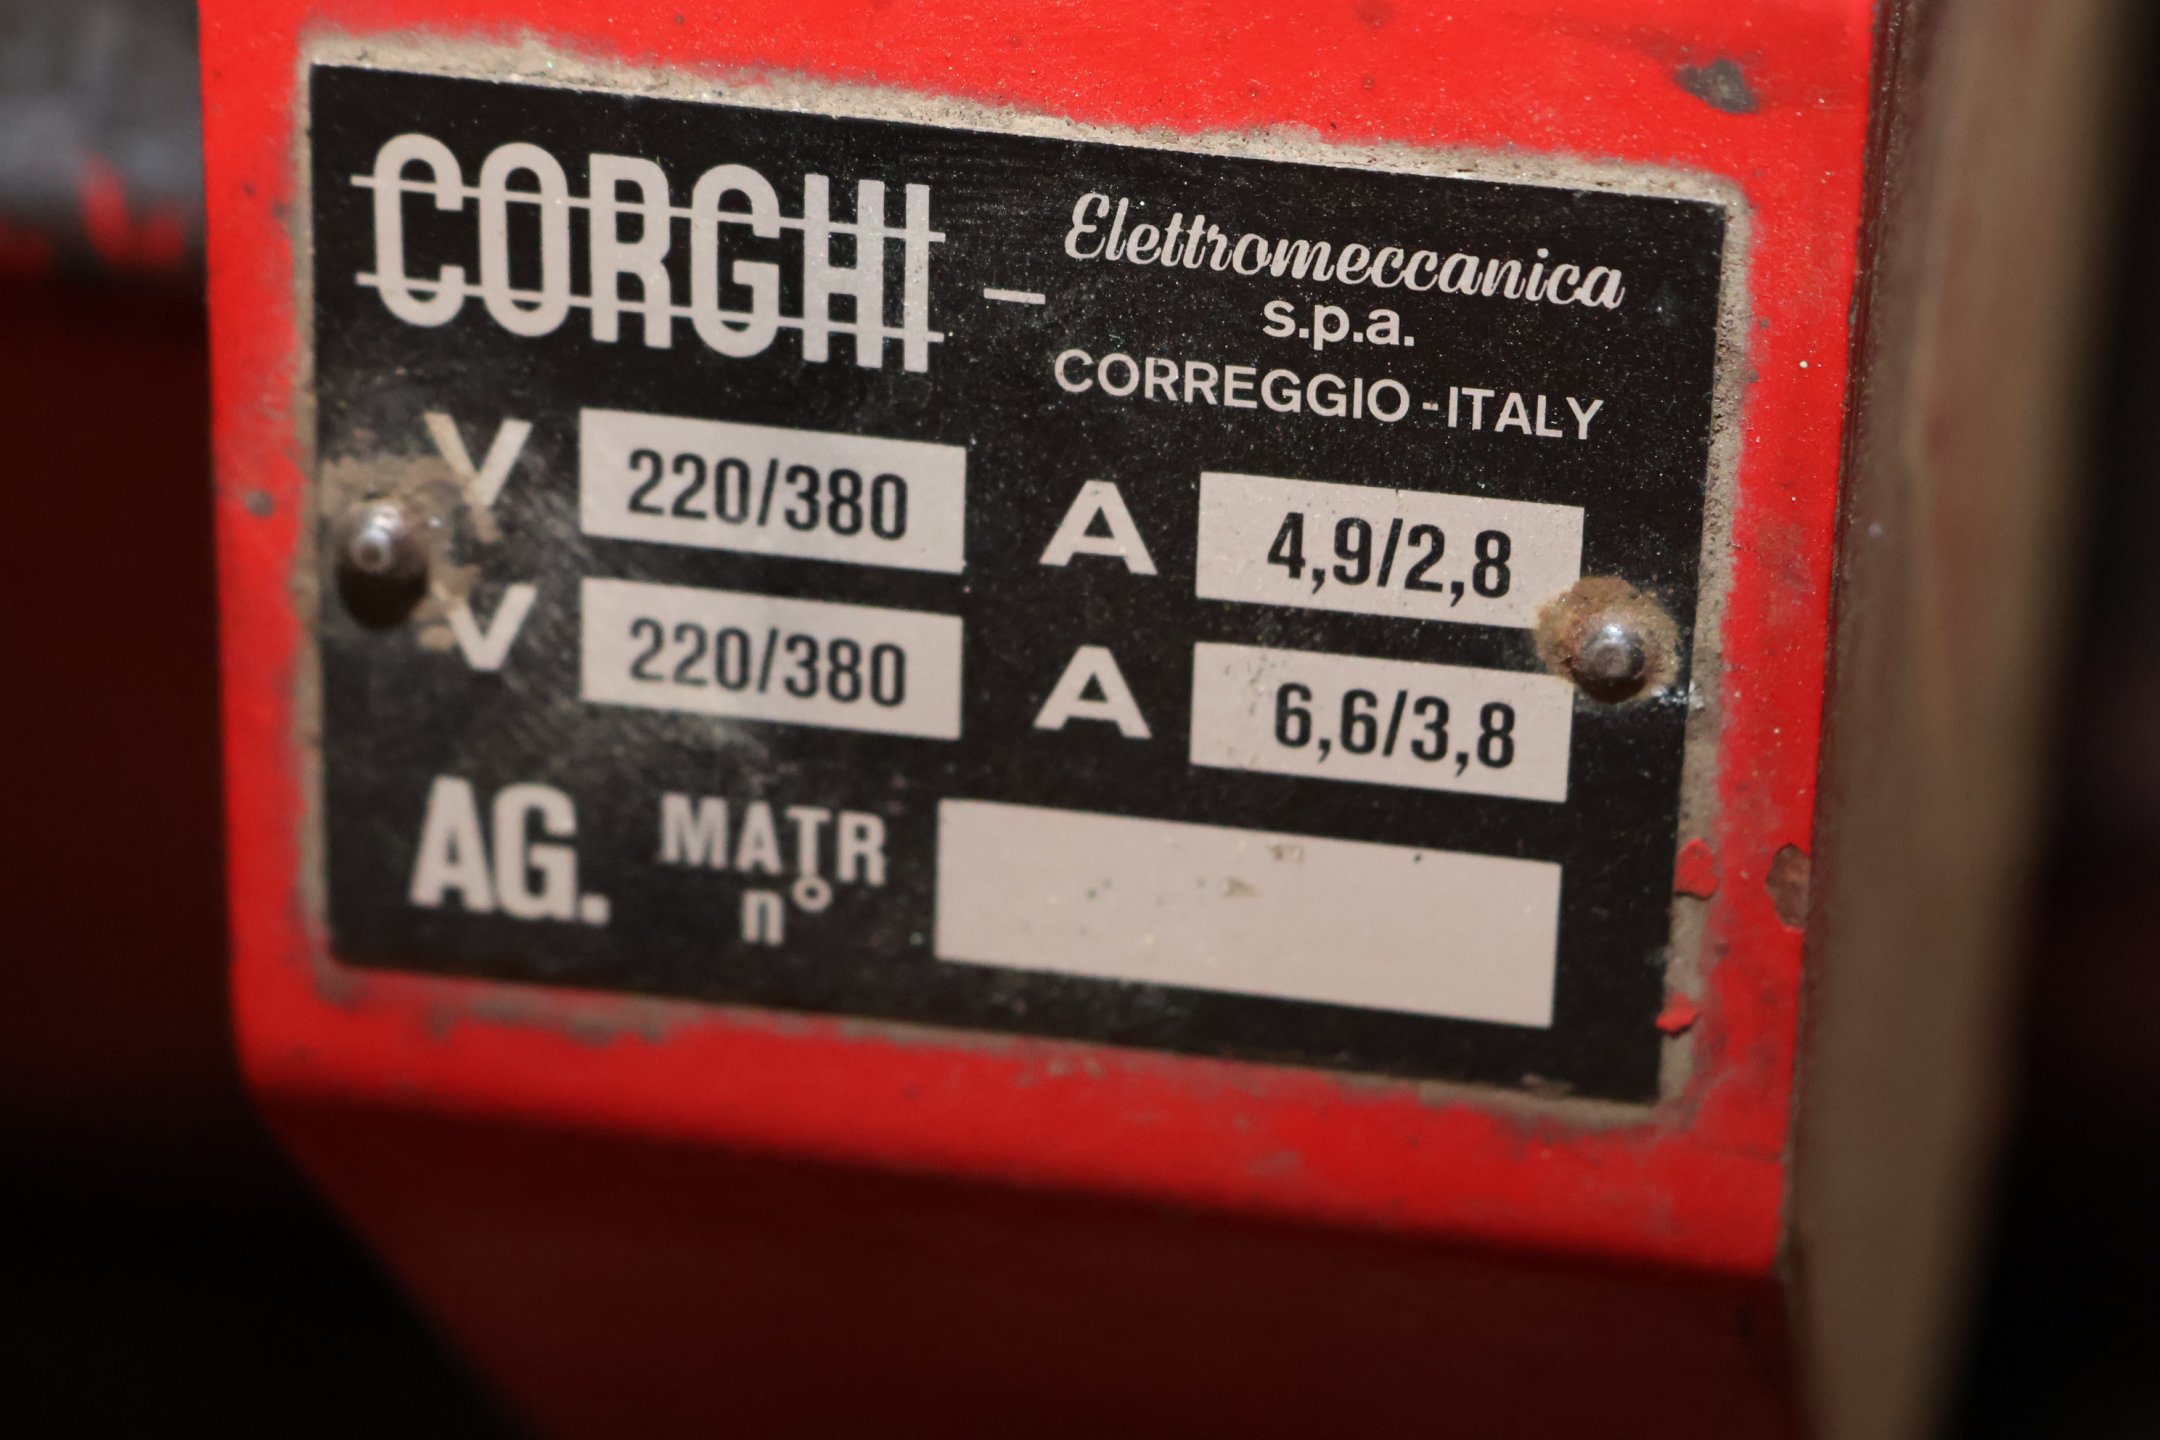 CORGHI - Elettromeccanica
s.p.a.
CORREGGIO - ITALY
V 220/380 A 4,9/2,8
V 220/380 A 6,6/3,8
AG. MATR
n°